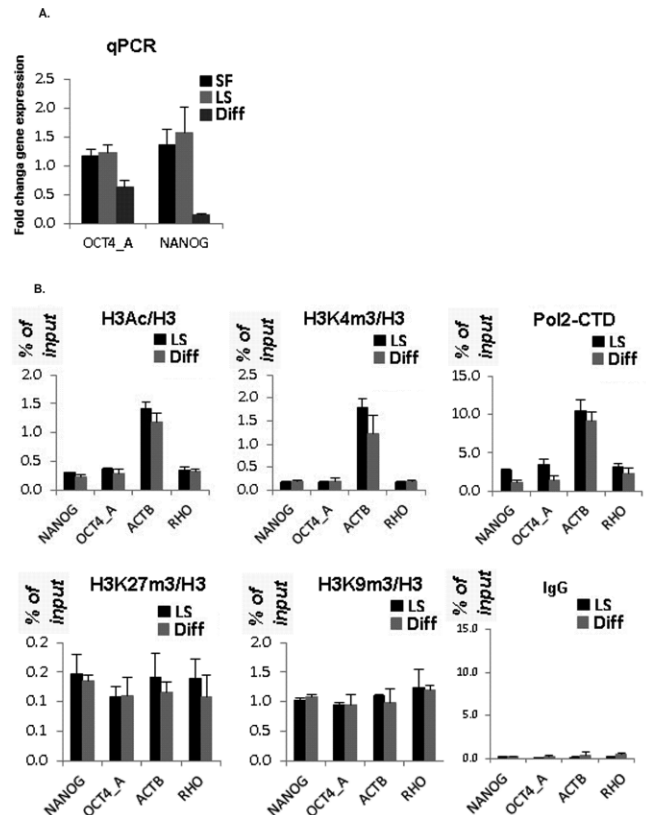 A.
qPCR
Fold changa gene expression
2.5
2.0
1.5
1.0
0.5
0.0
SF
LS
Diff
OCT4_A NANOG
B.
% of input
H3Ac/H3
LS
Diff
2.0
1.5
1.0
0.5
0.0
NANOG OCT4_A ACTB RHO
% of input
H3K4m3/H3
LS
Diff
2.5
2.0
1.5
1.0
0.5
0.0
NANOG OCT4_A ACTB RHO
% of input
Pol2-CTD
LS
Diff
15.0
10.0
5.0
0.0
NANOG OCT4_A ACTB RHO
% of input
H3K27m3/H3
LS
Diff
0.2
0.2
0.1
0.1
0.0
NANOG OCT4_A ACTB RHO
% of input
H3K9m3/H3
LS
Diff
2.0
1.5
1.0
0.5
0.0
NANOG OCT4_A ACTB RHO
% of input
IgG
LS
Diff
15.0
10.0
5.0
0.0
NANOG OCT4_A ACTB RHO